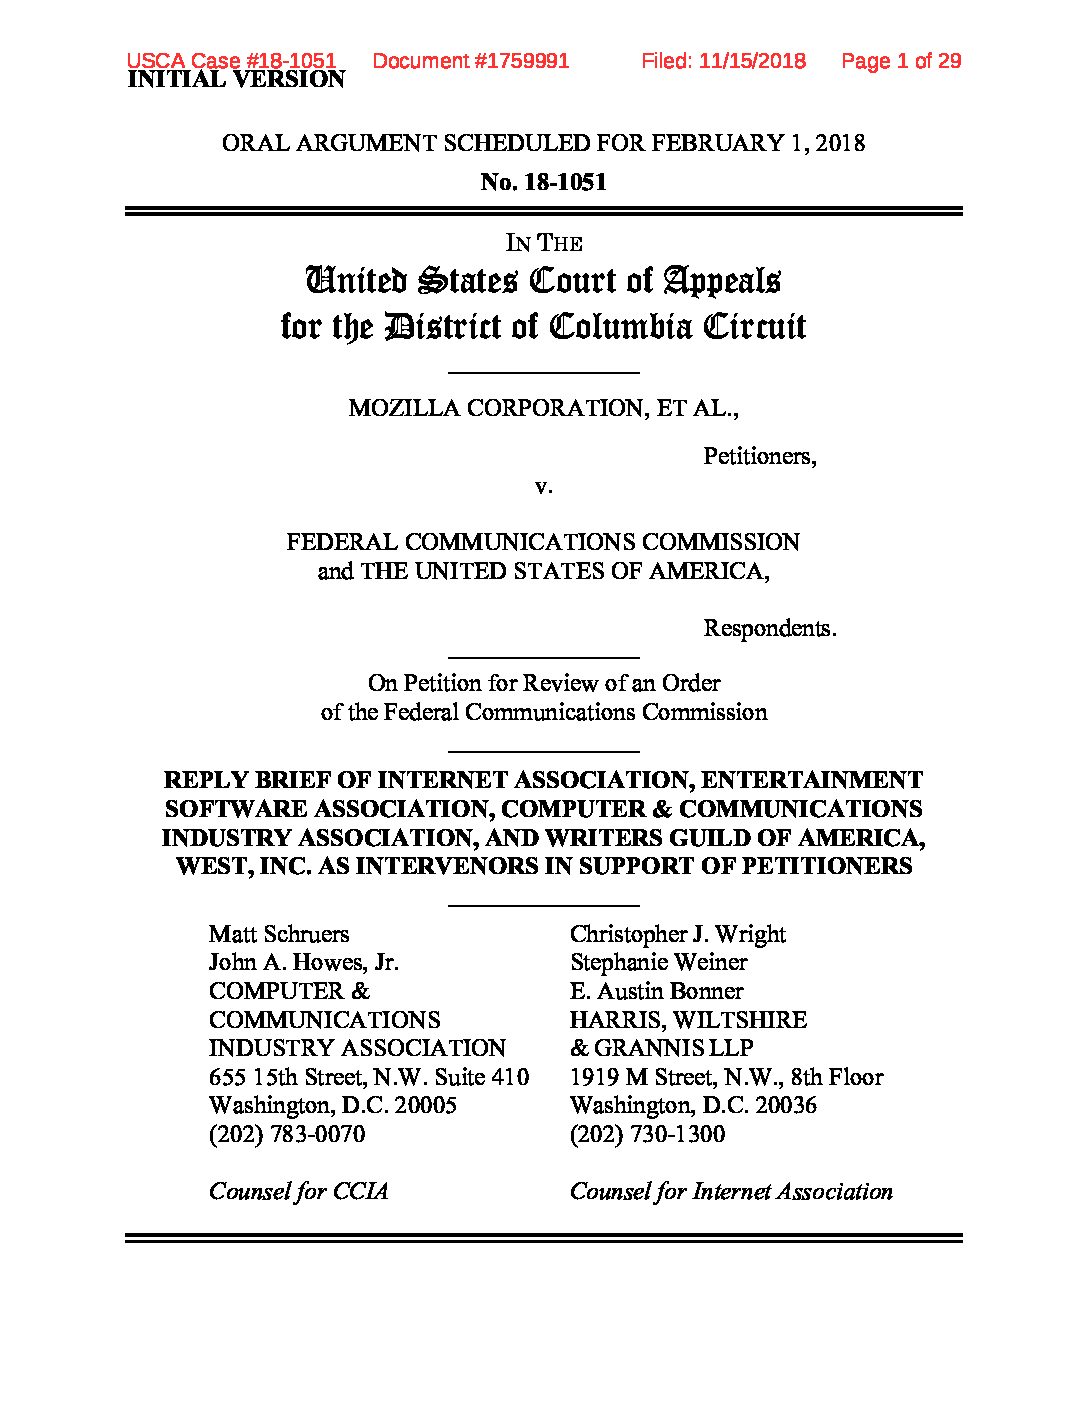 USCA Case #18-1051 Document #1759991 Filed: 11/15/2018 Page 1 of 29
INITIAL VERSION
ORAL ARGUMENT SCHEDULED FOR FEBRUARY 1, 2018
No. 18-1051
IN THE
United States Court of Appeals
for the District of Columbia Circuit
MOZILLA CORPORATION, ET AL.,
Petitioners,
v.
FEDERAL COMMUNICATIONS COMMISSION
and THE UNITED STATES OF AMERICA,
Respondents.
On Petition for Review of an Order
of the Federal Communications Commission
REPLY BRIEF OF INTERNET ASSOCIATION, ENTERTAINMENT
SOFTWARE ASSOCIATION, COMPUTER & COMMUNICATIONS
INDUSTRY ASSOCIATION, AND WRITERS GUILD OF AMERICA,
WEST, INC. AS INTERVENORS IN SUPPORT OF PETITIONERS
Matt Schruers
John A. Howes, Jr.
COMPUTER &
COMMUNICATIONS
INDUSTRY ASSOCIATION
655 15th Street, N.W. Suite 410
Washington, D.C. 20005
(202) 783-0070
Counsel for CCIA
Christopher J. Wright
Stephanie Weiner
E. Austin Bonner
HARRIS, WILTSHIRE
& GRANNIS LLP
1919 M Street, N.W., 8th Floor
Washington, D.C. 20036
(202) 730-1300
Counsel for Internet Association